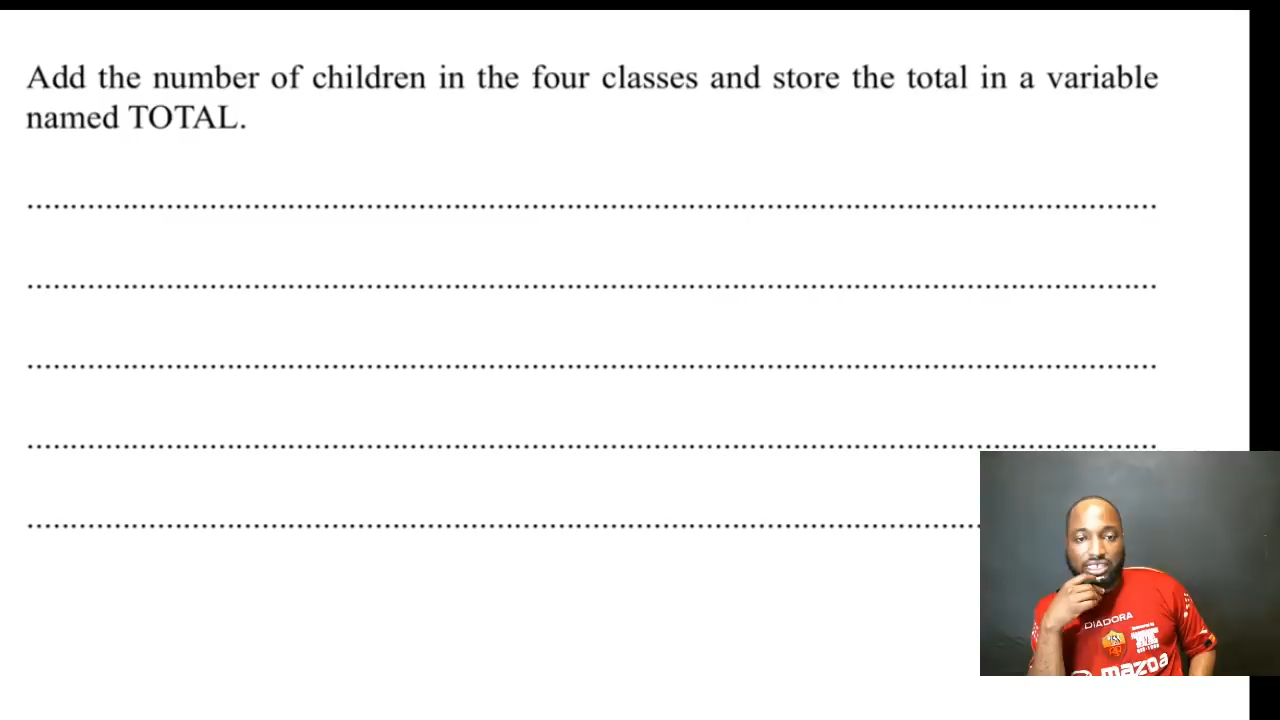 Add the number of children in the four classes and store the total in a variable
named TOTAL.
DIADORA
mazda